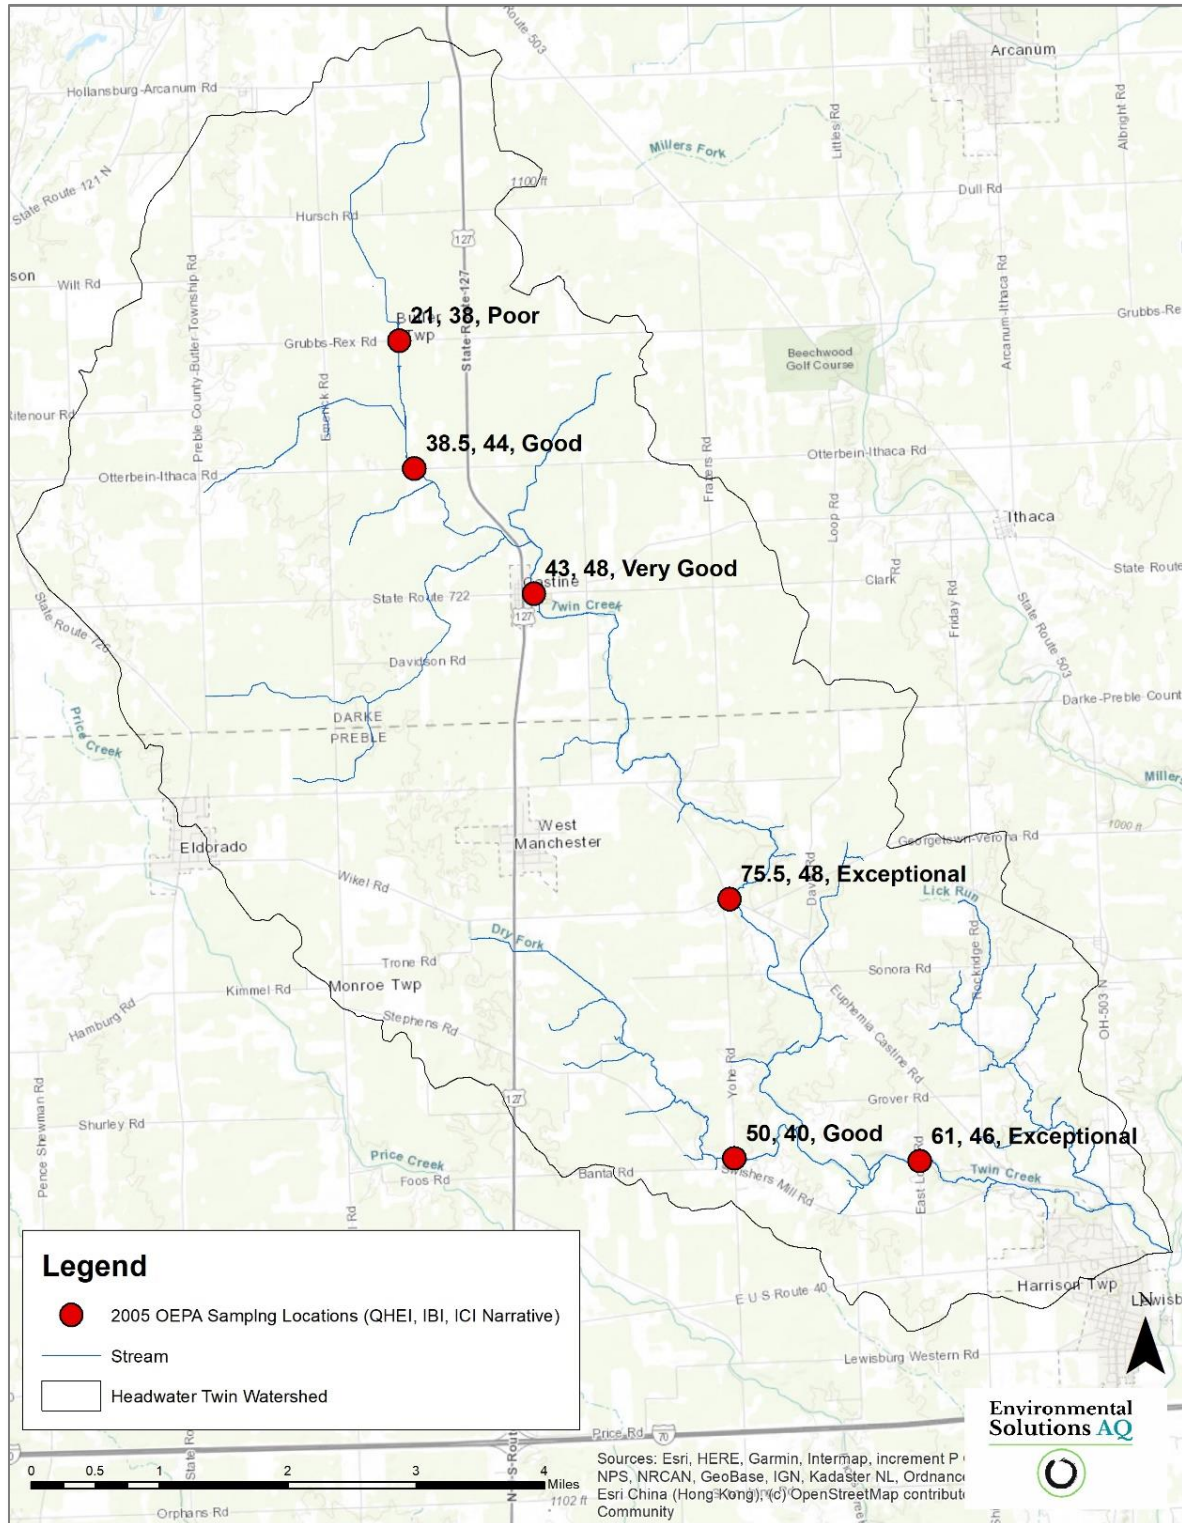 Route 503
Arcanum
Hollansburg-Arcanum Rd
Albright Rd
Littles Rd
Millers Fork
State Route 121 N
1100 ft
Dull Rd
Hursch Rd
127
son
Wilt Rd
Preble County-Butler Township Rd
State Route 127
Arcanum-Ithaca Rd
21, 38, Poor
Twp
Grubbs-Rex Rd
Grubbs-Re
Beechwood
Golf Course
Emerick Rd
Ritenour Rd
38.5, 44, Good
Otterbein-Ithaca Rd
Otterbein-Ithaca Rd
Frazers Rd
Loop Rd
Ithaca
43, 48, Very Good
Castine
State Route 722
Clark Rd
State Route
Twin Creek
127
Friday Rd
State Route 503
State Route 726
Davidson Rd
DARKE
PREBLE
Darke-Preble Count
Price Creek
Millers
West
Manchester
1000 ft
Georgetown-Verona Rd
Eldorado
75.5, 48, Exceptional
Wikel Rd
Lick Run
Dry Fork
Rockridge Rd
Trone Rd
Sonora Rd
Kimmel Rd
Monroe Twp
Hamburg Rd
Stephens Rd
Euphemia Castine Rd
OH-503 N
Yohe Rd
127
Grover Rd
Pence Shewman Rd
Shurley Rd
50, 40, Good
61, 46, Exceptional
Price Creek
Foos Rd
Banta Rd
Swishers Mill Rd
Twin Creek
Legend
2005 OEPA Samplng Locations (QHEI, IBI, ICI Narrative)
Stream
Headwater Twin Watershed
E U S Route 40
Harrison Twp
Lewisb
N
Lewisburg Western Rd
Environmental
Solutions AQ
Price Rd
70
0 0.5 1 2 3 4
Miles
1102 ft
Orphans Rd
Sources: Esri, HERE, Garmin, Intermap, increment P
NPS, NRCAN, GeoBase, IGN, Kadaster NL, Ordnance
Esri China (Hong Kong), (c) OpenStreetMap contribut
Community